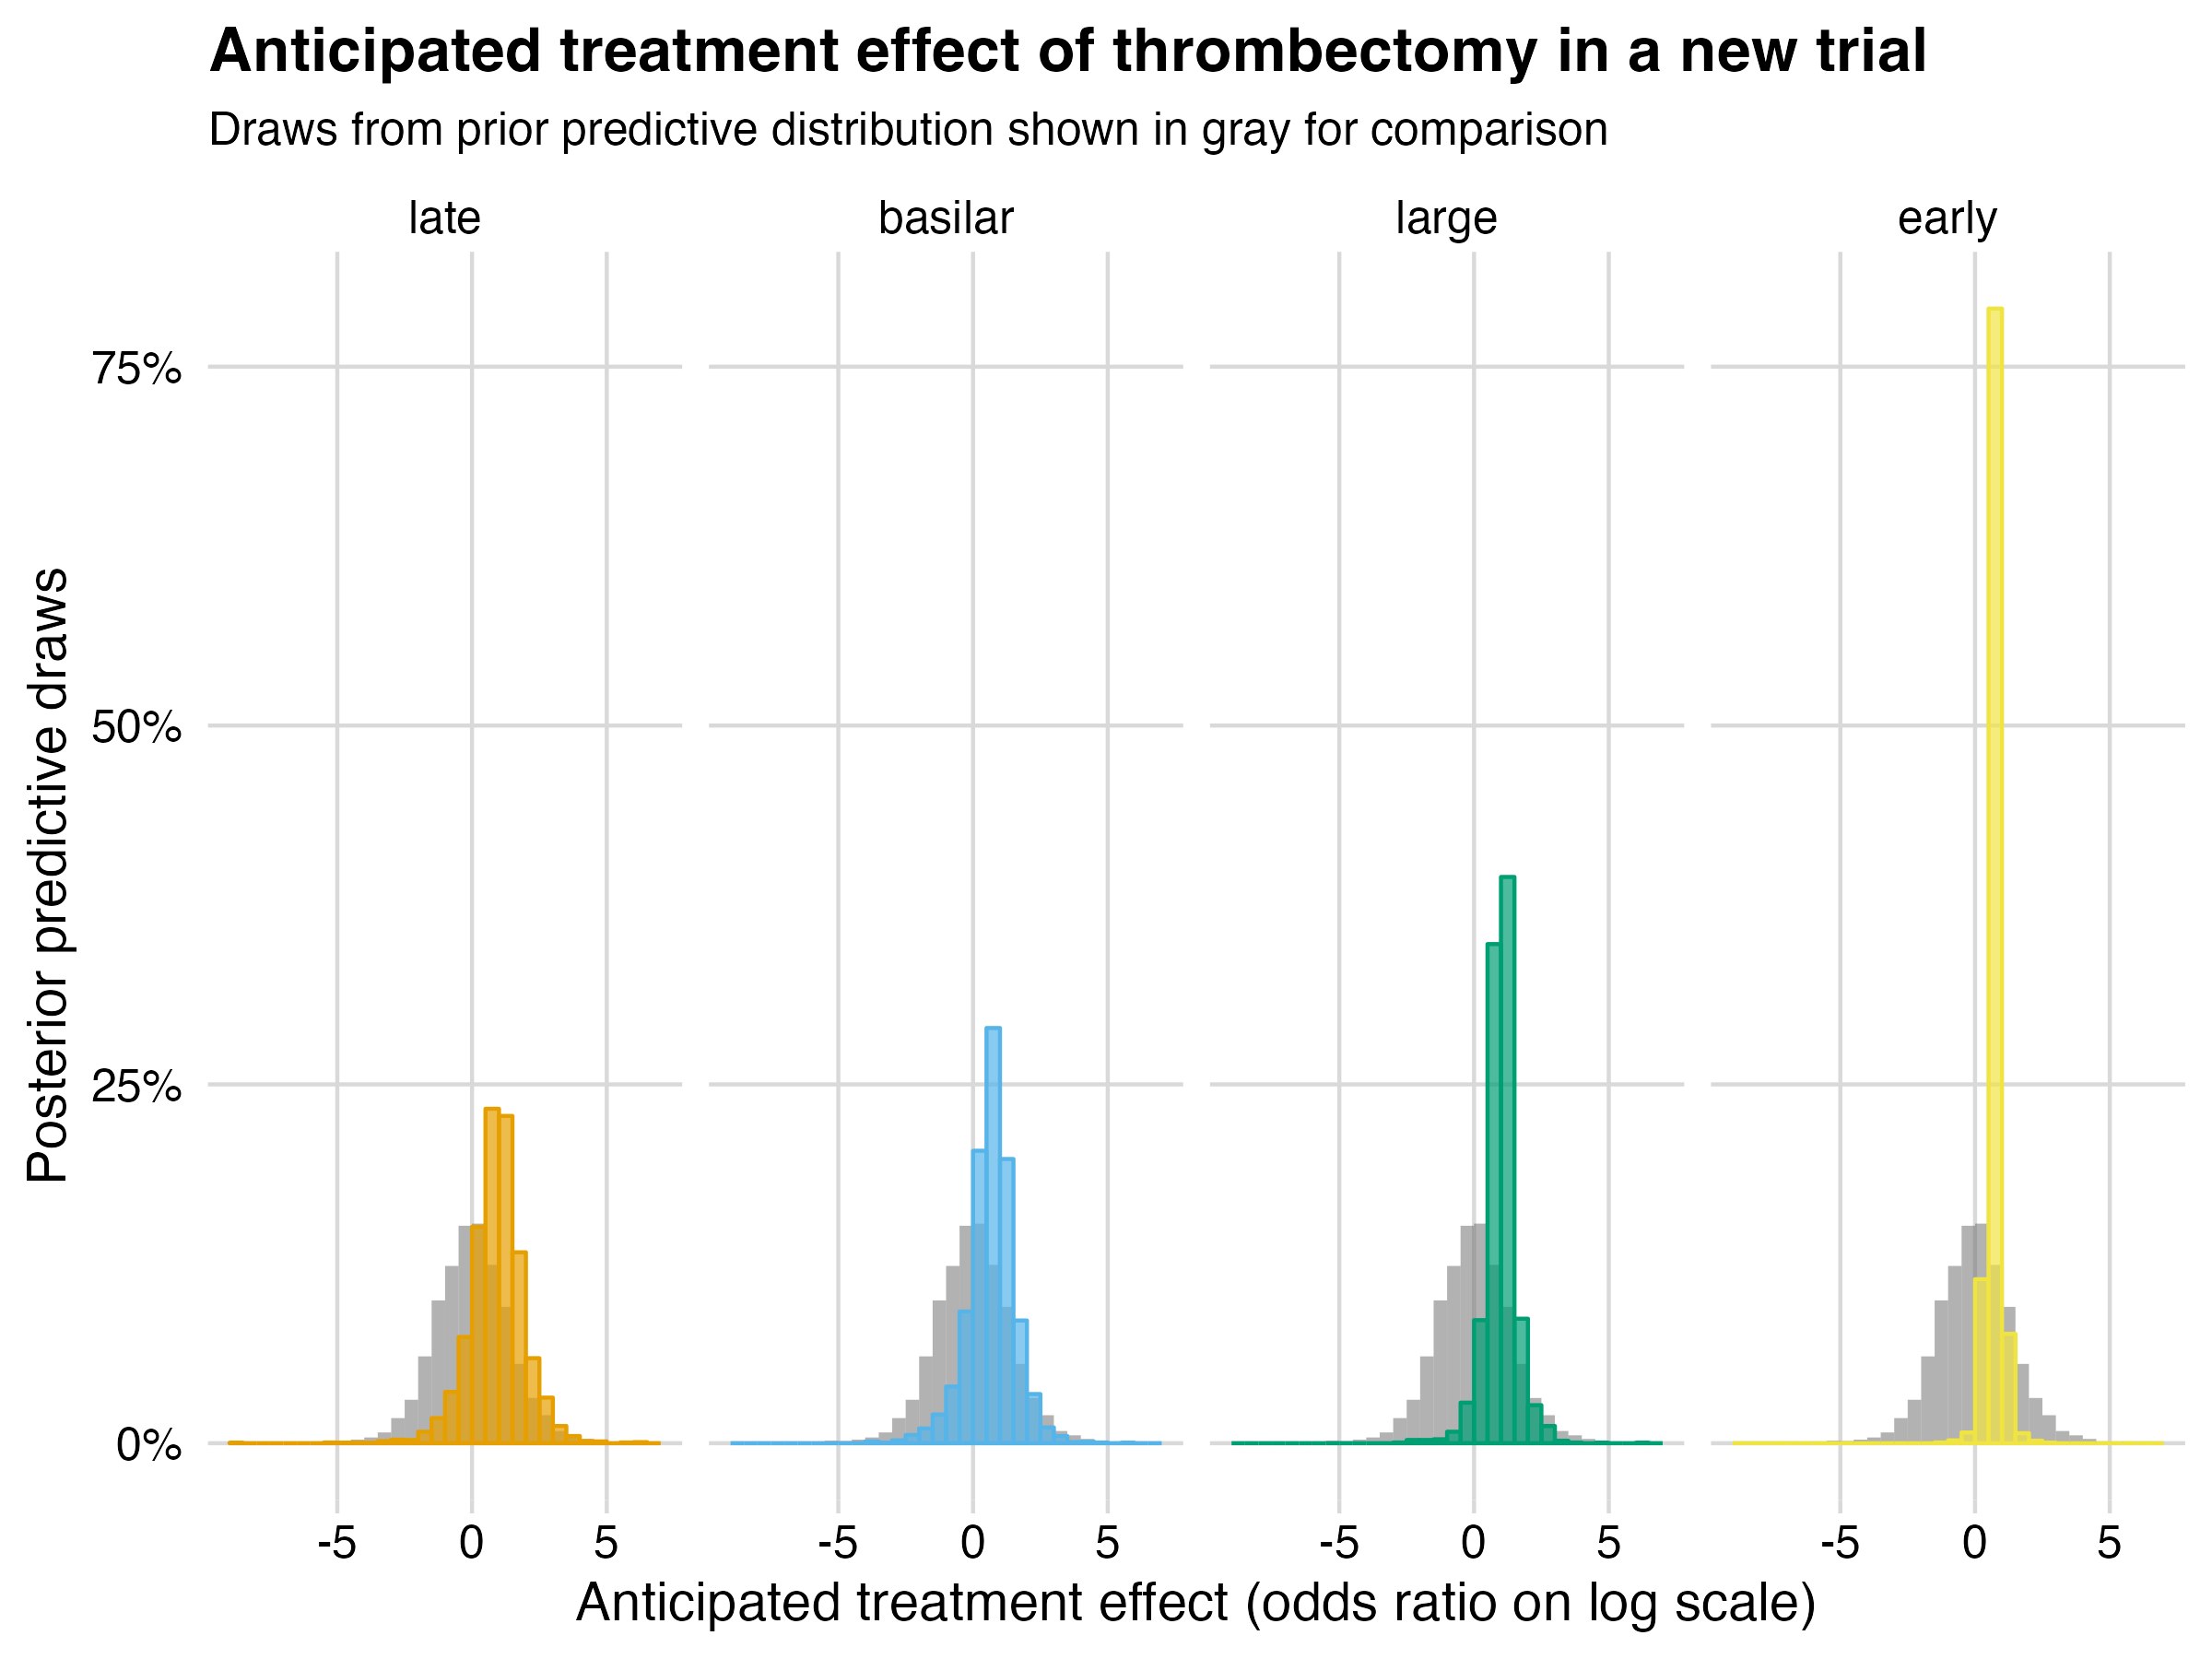 Anticipated treatment effect of thrombectomy in a new trial
Draws from prior predictive distribution shown in gray for comparison
late basilar large early
Posterior predictive draws
75%
50%
25%
0%
-5 0 5 -5 0 5 -5 0 5 -5 0 5
Anticipated treatment effect (odds ratio on log scale)